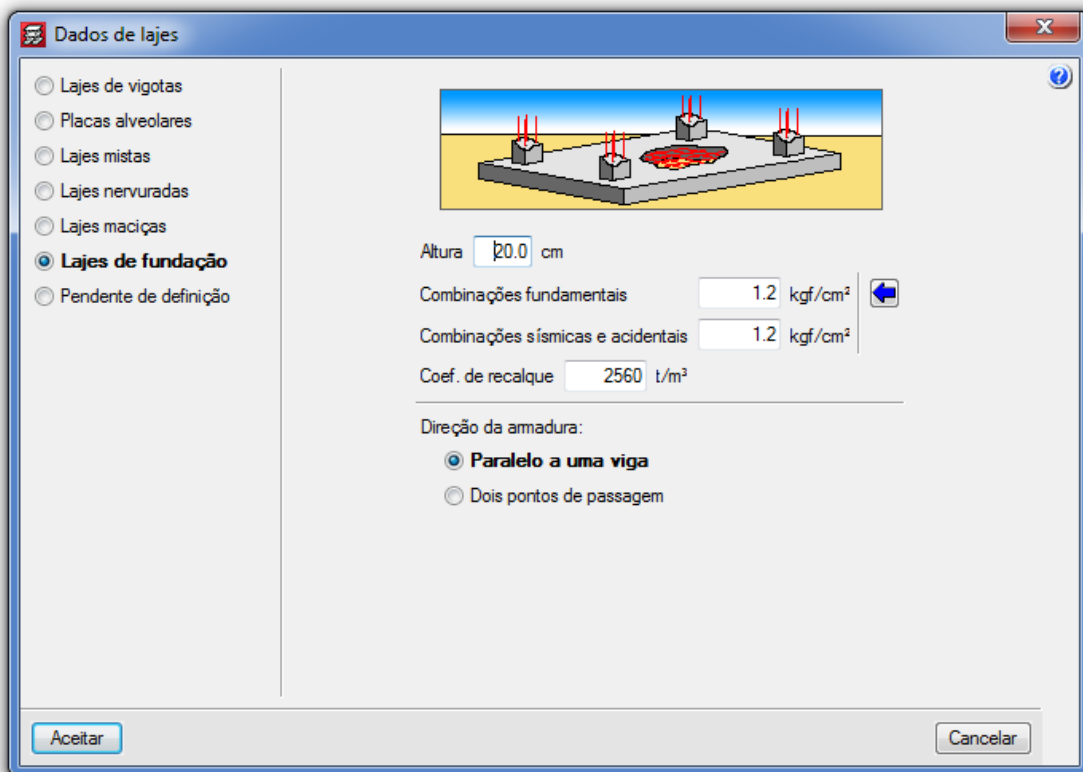 Dados de lajes
Lajes de vigotas
Placas alveolares
Lajes mistas
Lajes nervuradas
Lajes maciças
Lajes de fundação
Pendente de definição
Altura 20.0 cm
Combinações fundamentais 1.2 kgf/cm²
Combinações sísmicas e acidentais 1.2 kgf/cm²
Coef. de recalque 2560 t/m³
Direção da armadura:
Paralelo a uma viga
Dois pontos de passagem
Aceitar Cancelar